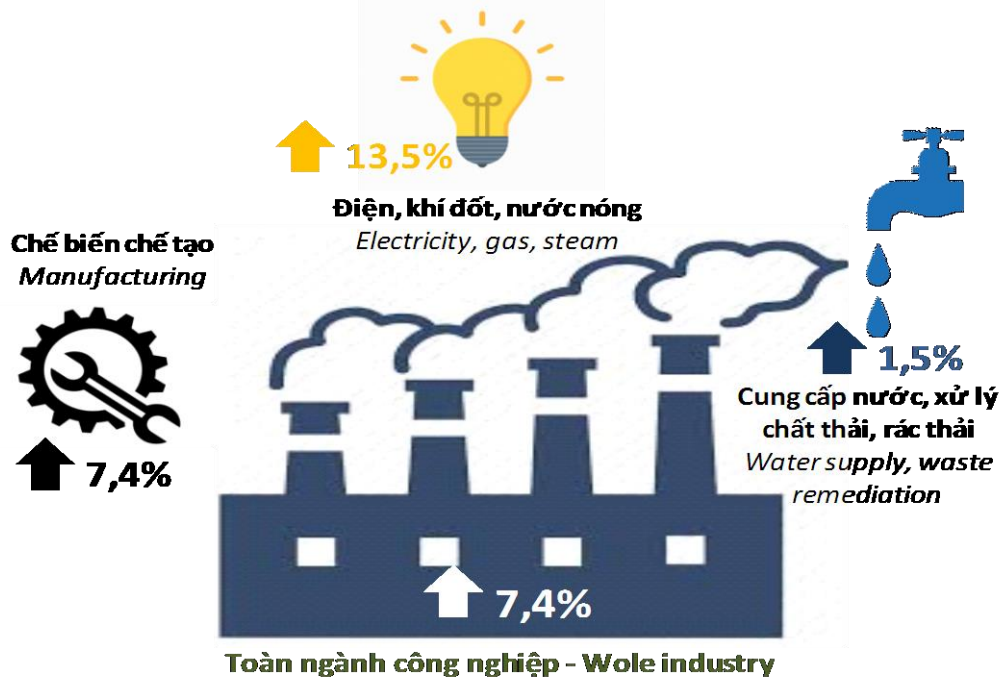 13,5%
Điện, khí đốt, nước nóng
Electricity, gas, steam
Chế biến chế tạo
Manufacturing
7,4%
1,5%
Cung cấp nước, xử lý
chất thải, rác thải
Water supply, waste
remediation
7,4%
Toàn ngành công nghiệp - Wole industry